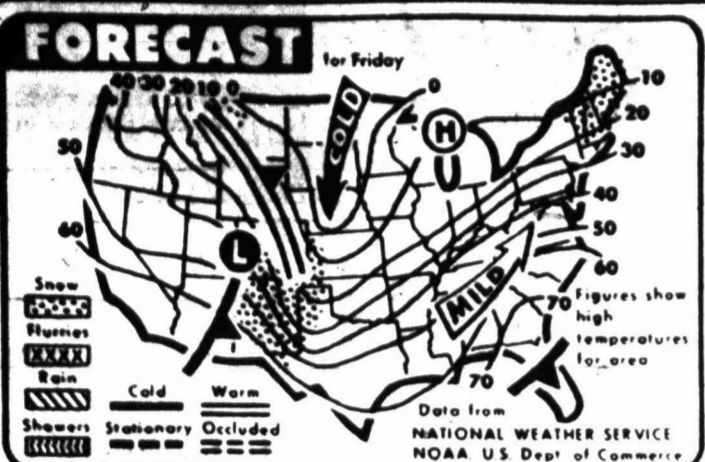 FORECAST
for Friday
40 30 20 10 0
0
10
20
30
40
50
60
70
70
50
60
COLD
H
L
MILD
Snow
Flurries
Rain
Showers
Cold
Warm
Stationary
Occluded
Figures show
high
temperatures
for area
Data from
NATIONAL WEATHER SERVICE
NOAA U.S. Dept of Commerce